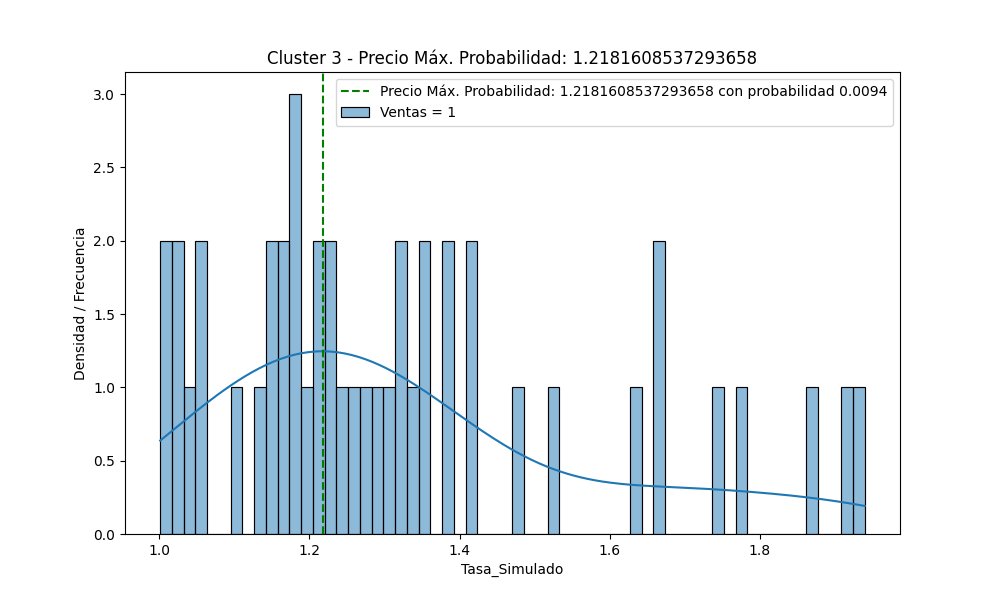 Cluster 3 - Precio Máx. Probabilidad: 1.2181608537293658
Precio Máx. Probabilidad: 1.2181608537293658 con probabilidad 0.0094
Ventas = 1
Densidad / Frecuencia
3.0
2.5
2.0
1.5
1.0
0.5
0.0
1.0 1.2 1.4 1.6 1.8
Tasa_Simulado